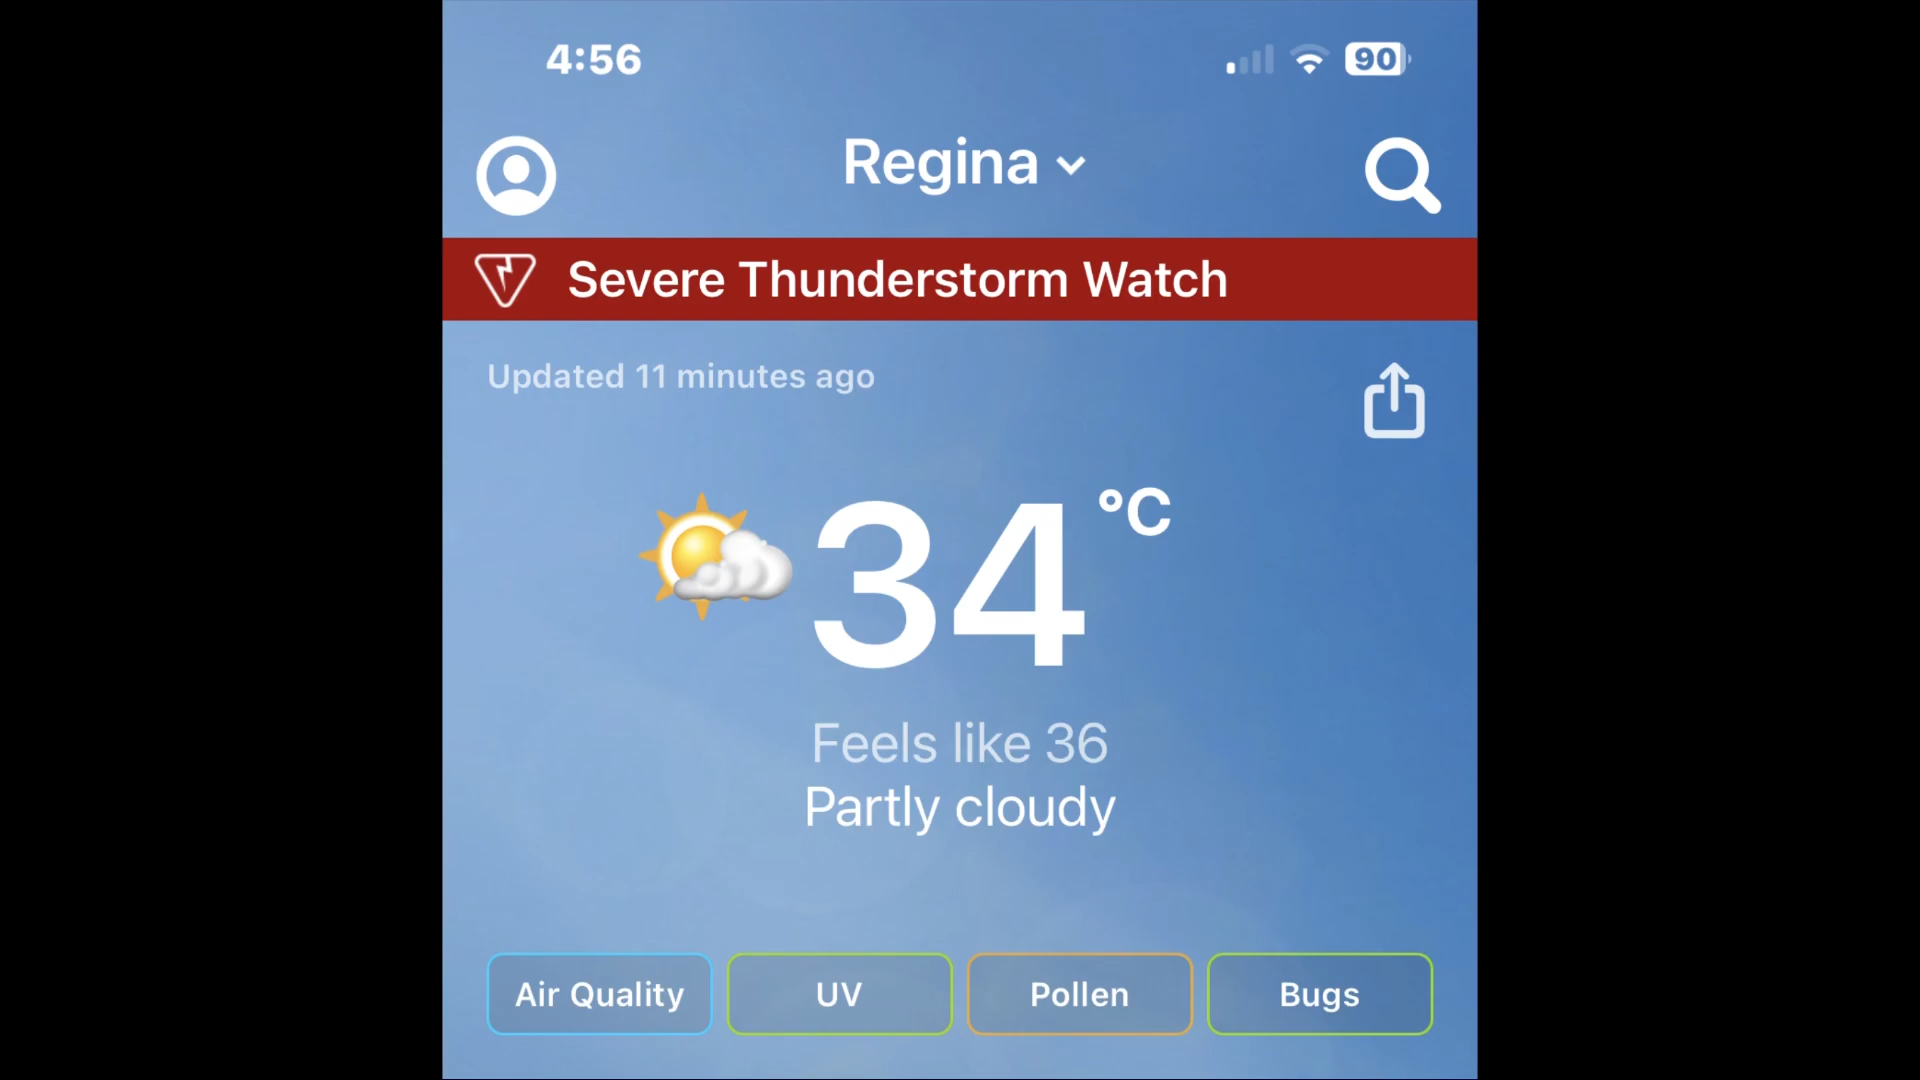 4:56
90
Regina
Severe Thunderstorm Watch
Updated 11 minutes ago
34 °C
Feels like 36
Partly cloudy
Air Quality
UV
Pollen
Bugs